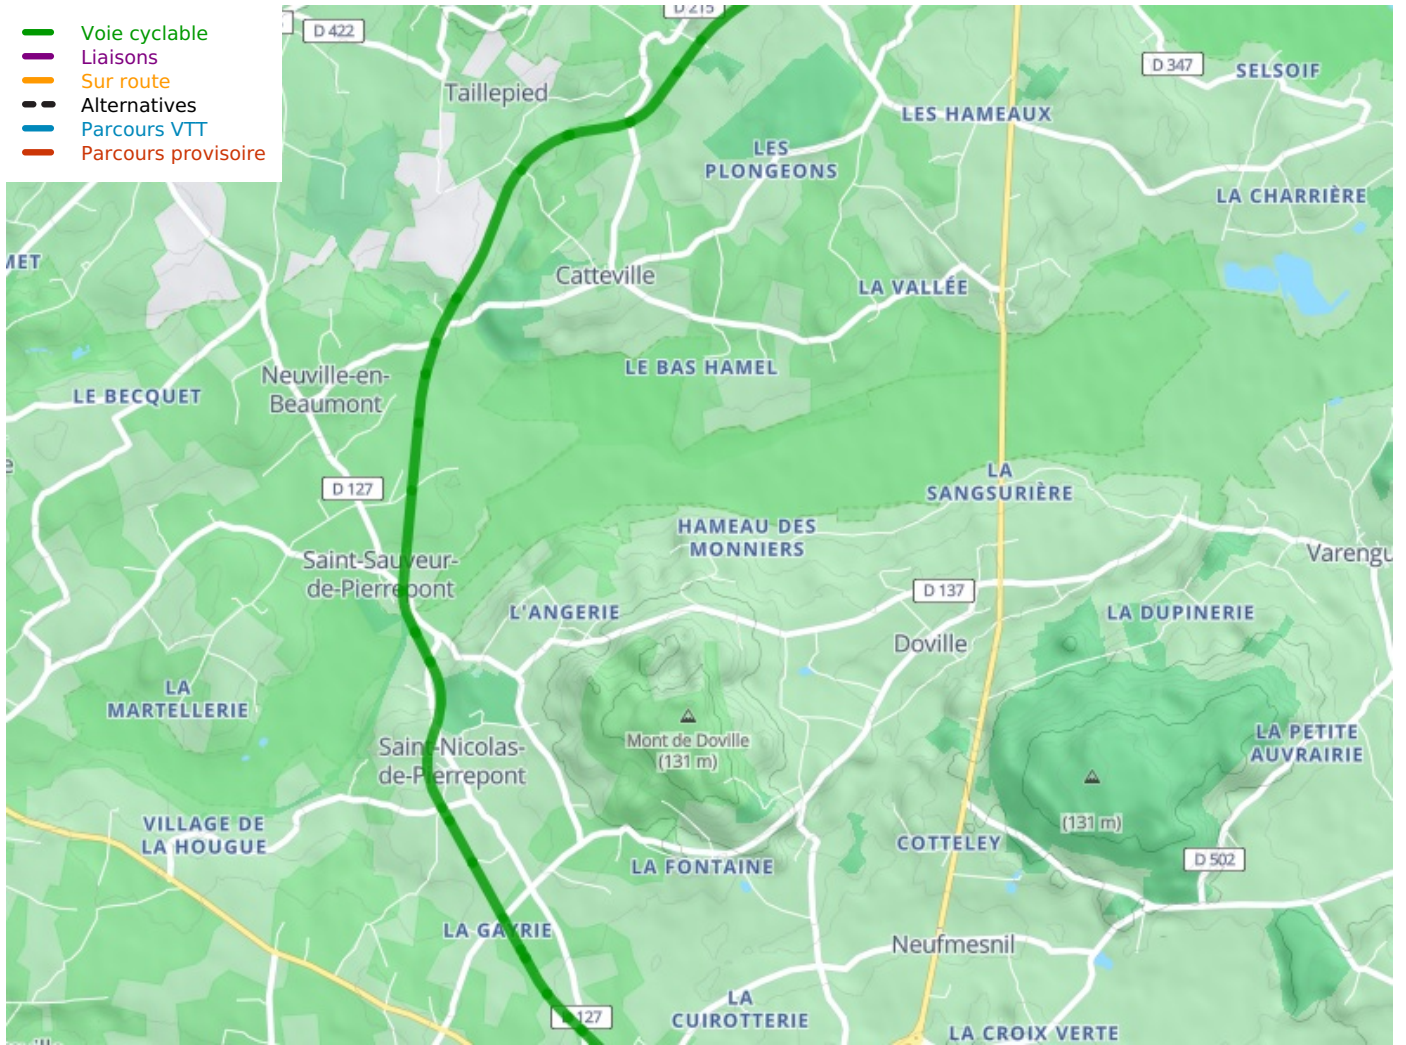 Voie cyclable
Liaisons
Sur route
Alternatives
Parcours VTT
Parcours provisoire
D 215
D 422
D 347
SELSOIF
Taillepied
LES HAMEAUX
LES
PLONGEONS
LA CHARRIÈRE
MET
Catteville
LA VALLÉE
LE BAS HAMEL
Neuville-en-
Beaumont
LE BECQUET
e
D 127
LA
SANGSURIÈRE
HAMEAU DES
MONNIERS
Saint-Sauveur-
de-Pierrepont
Varengu
D 137
L'ANGERIE
LA DUPINERIE
Doville
LA
MARTELLERIE
Mont de Doville
(131 m)
LA PETITE
AUVRAIRIE
Saint-Nicolas-
de-Pierrepont
(131 m)
VILLAGE DE
LA HOUGUE
COTTELEY
D 502
LA FONTAINE
LA GAYRIE
Neufmesnil
D 127
LA
CUIROTTERIE
LA CROIX VERTE